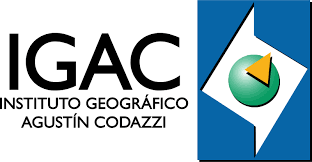 IGAC
INSTITUTO GEOGRÁFICO
AGUSTÍN CODAZZI